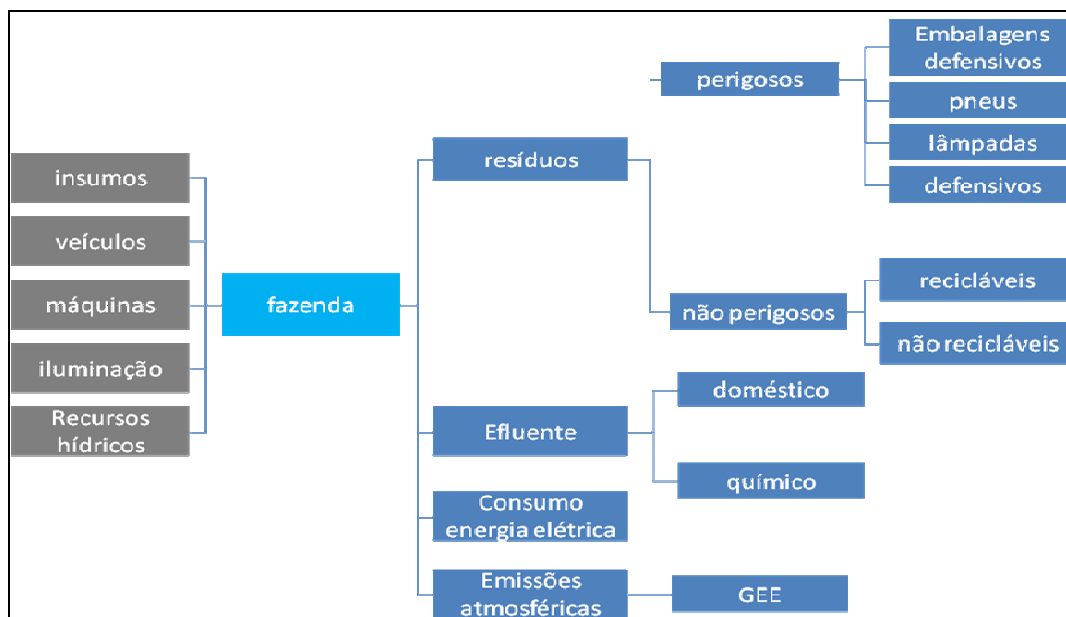 insumos
veículos
máquinas
iluminação
Recursos
hídricos
fazenda
resíduos
perigosos
Embalagens
defensivos
pneus
lâmpadas
defensivos
não perigosos
recicláveis
não recicláveis
Efluente
doméstico
químico
Consumo
energia elétrica
Emissões
atmosféricas
GEE